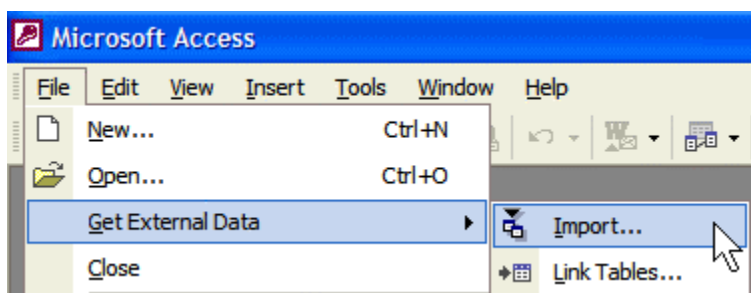 Microsoft Access
File Edit View Insert Tools Window Help
New... Ctrl+N
Open... Ctrl+O
Get External Data Import...
Close Link Tables...